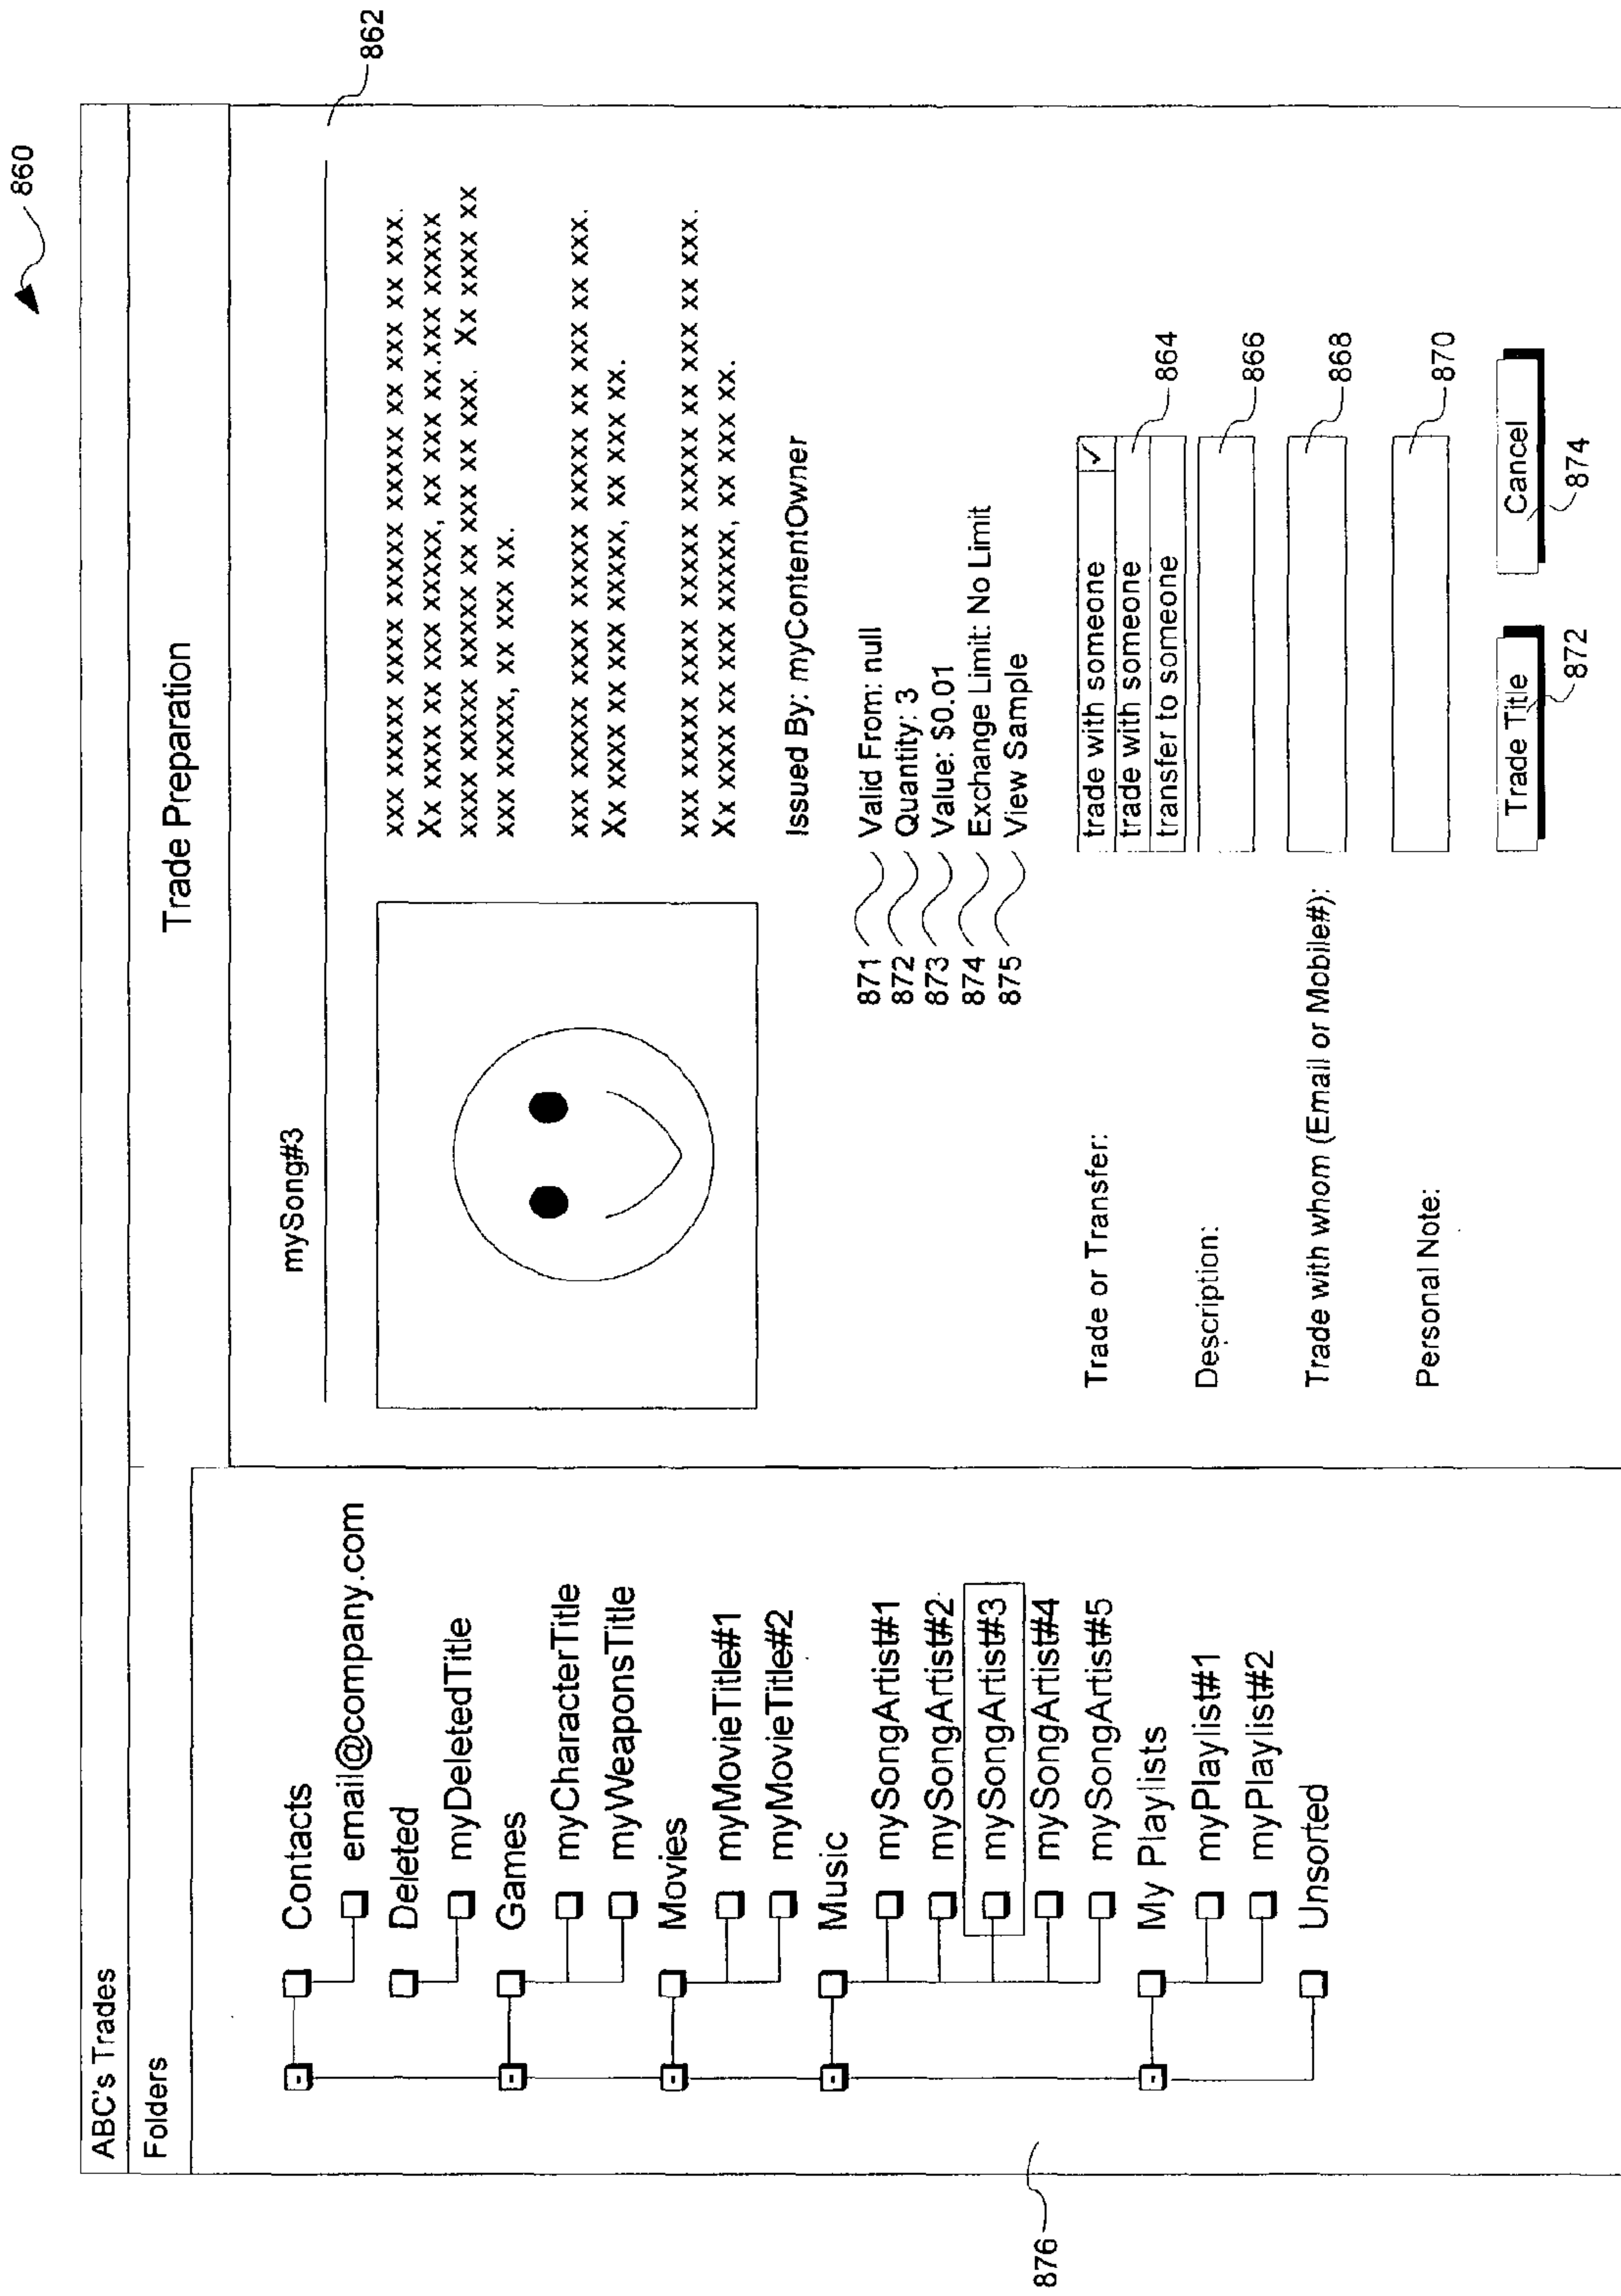 860
ABC's Trades
Folders
Trade Preparation
862
Contacts
email@company.com
Deleted
myDeletedTitle
Games
myCharacterTitle
myWeaponsTitle
Movies
myMovieTitle#1
myMovieTitle#2
Music
mySongArtist#1
mySongArtist#2
mySongArtist#3
mySongArtist#4
mySongArtist#5
My Playlists
myPlaylist#1
myPlaylist#2
Unsorted
876
mySong#3
xxx xxxxx xxxx xxxx xxxxx xxxxx xx xxx xx xxx.
Xx xxxx xx xxx xxxxx, xx xxx xx.xxx xxxxx
xxxx xxxxx xxxxx xx xxx xx xxx. Xx xxxx xx
xxx xxxxx, xx xxx xx.
xxx xxxxx xxxx xxxx xxxxx xxxxx xx xxx xx xxx.
Xx xxxx xx xxx xxxxx, xx xxx xx.
xxx xxxxx xxxx xxxx xxxxx xxxxx xx xxx xx xxx.
Xx xxxx xx xxx xxxxx, xx xxx xx.
Issued By: myContentOwner
871 Valid From: null
872 Quantity: 3
873 Value: $0.01
874 Exchange Limit: No Limit
875 View Sample
Trade or Transfer: trade with someone ✓
trade with someone 864
transfer to someone
Description: 866
Trade with whom (Email or Mobile#): 868
Personal Note: 870
Trade Title Cancel
872 874